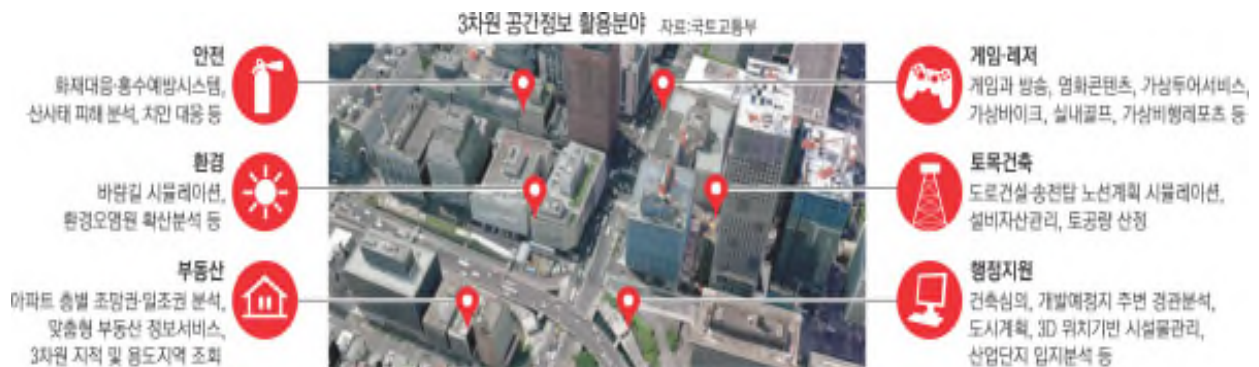 3차원 공간정보 활용분야 자료:국토교통부
안전
화재대응·홍수예방시스템,
산사태 피해 분석, 치안 대응 등
환경
바람길 시뮬레이션,
환경오염원 확산분석 등
부동산
아파트 층별 조망권·일조권 분석,
맞춤형 부동산 정보서비스,
3차원 지적 및 용도지역 조회
게임·레저
게임과 방송, 영화콘텐츠, 가상투어서비스,
가상바이크, 실내골프, 가상비행레포츠 등
토목건축
도로건설·송전탑 노선계획 시뮬레이션,
설비자산관리, 토공량 산정
행정지원
건축심의, 개발예정지 주변 경관분석,
도시계획, 3D 위치기반 시설물관리,
산업단지 입지분석 등